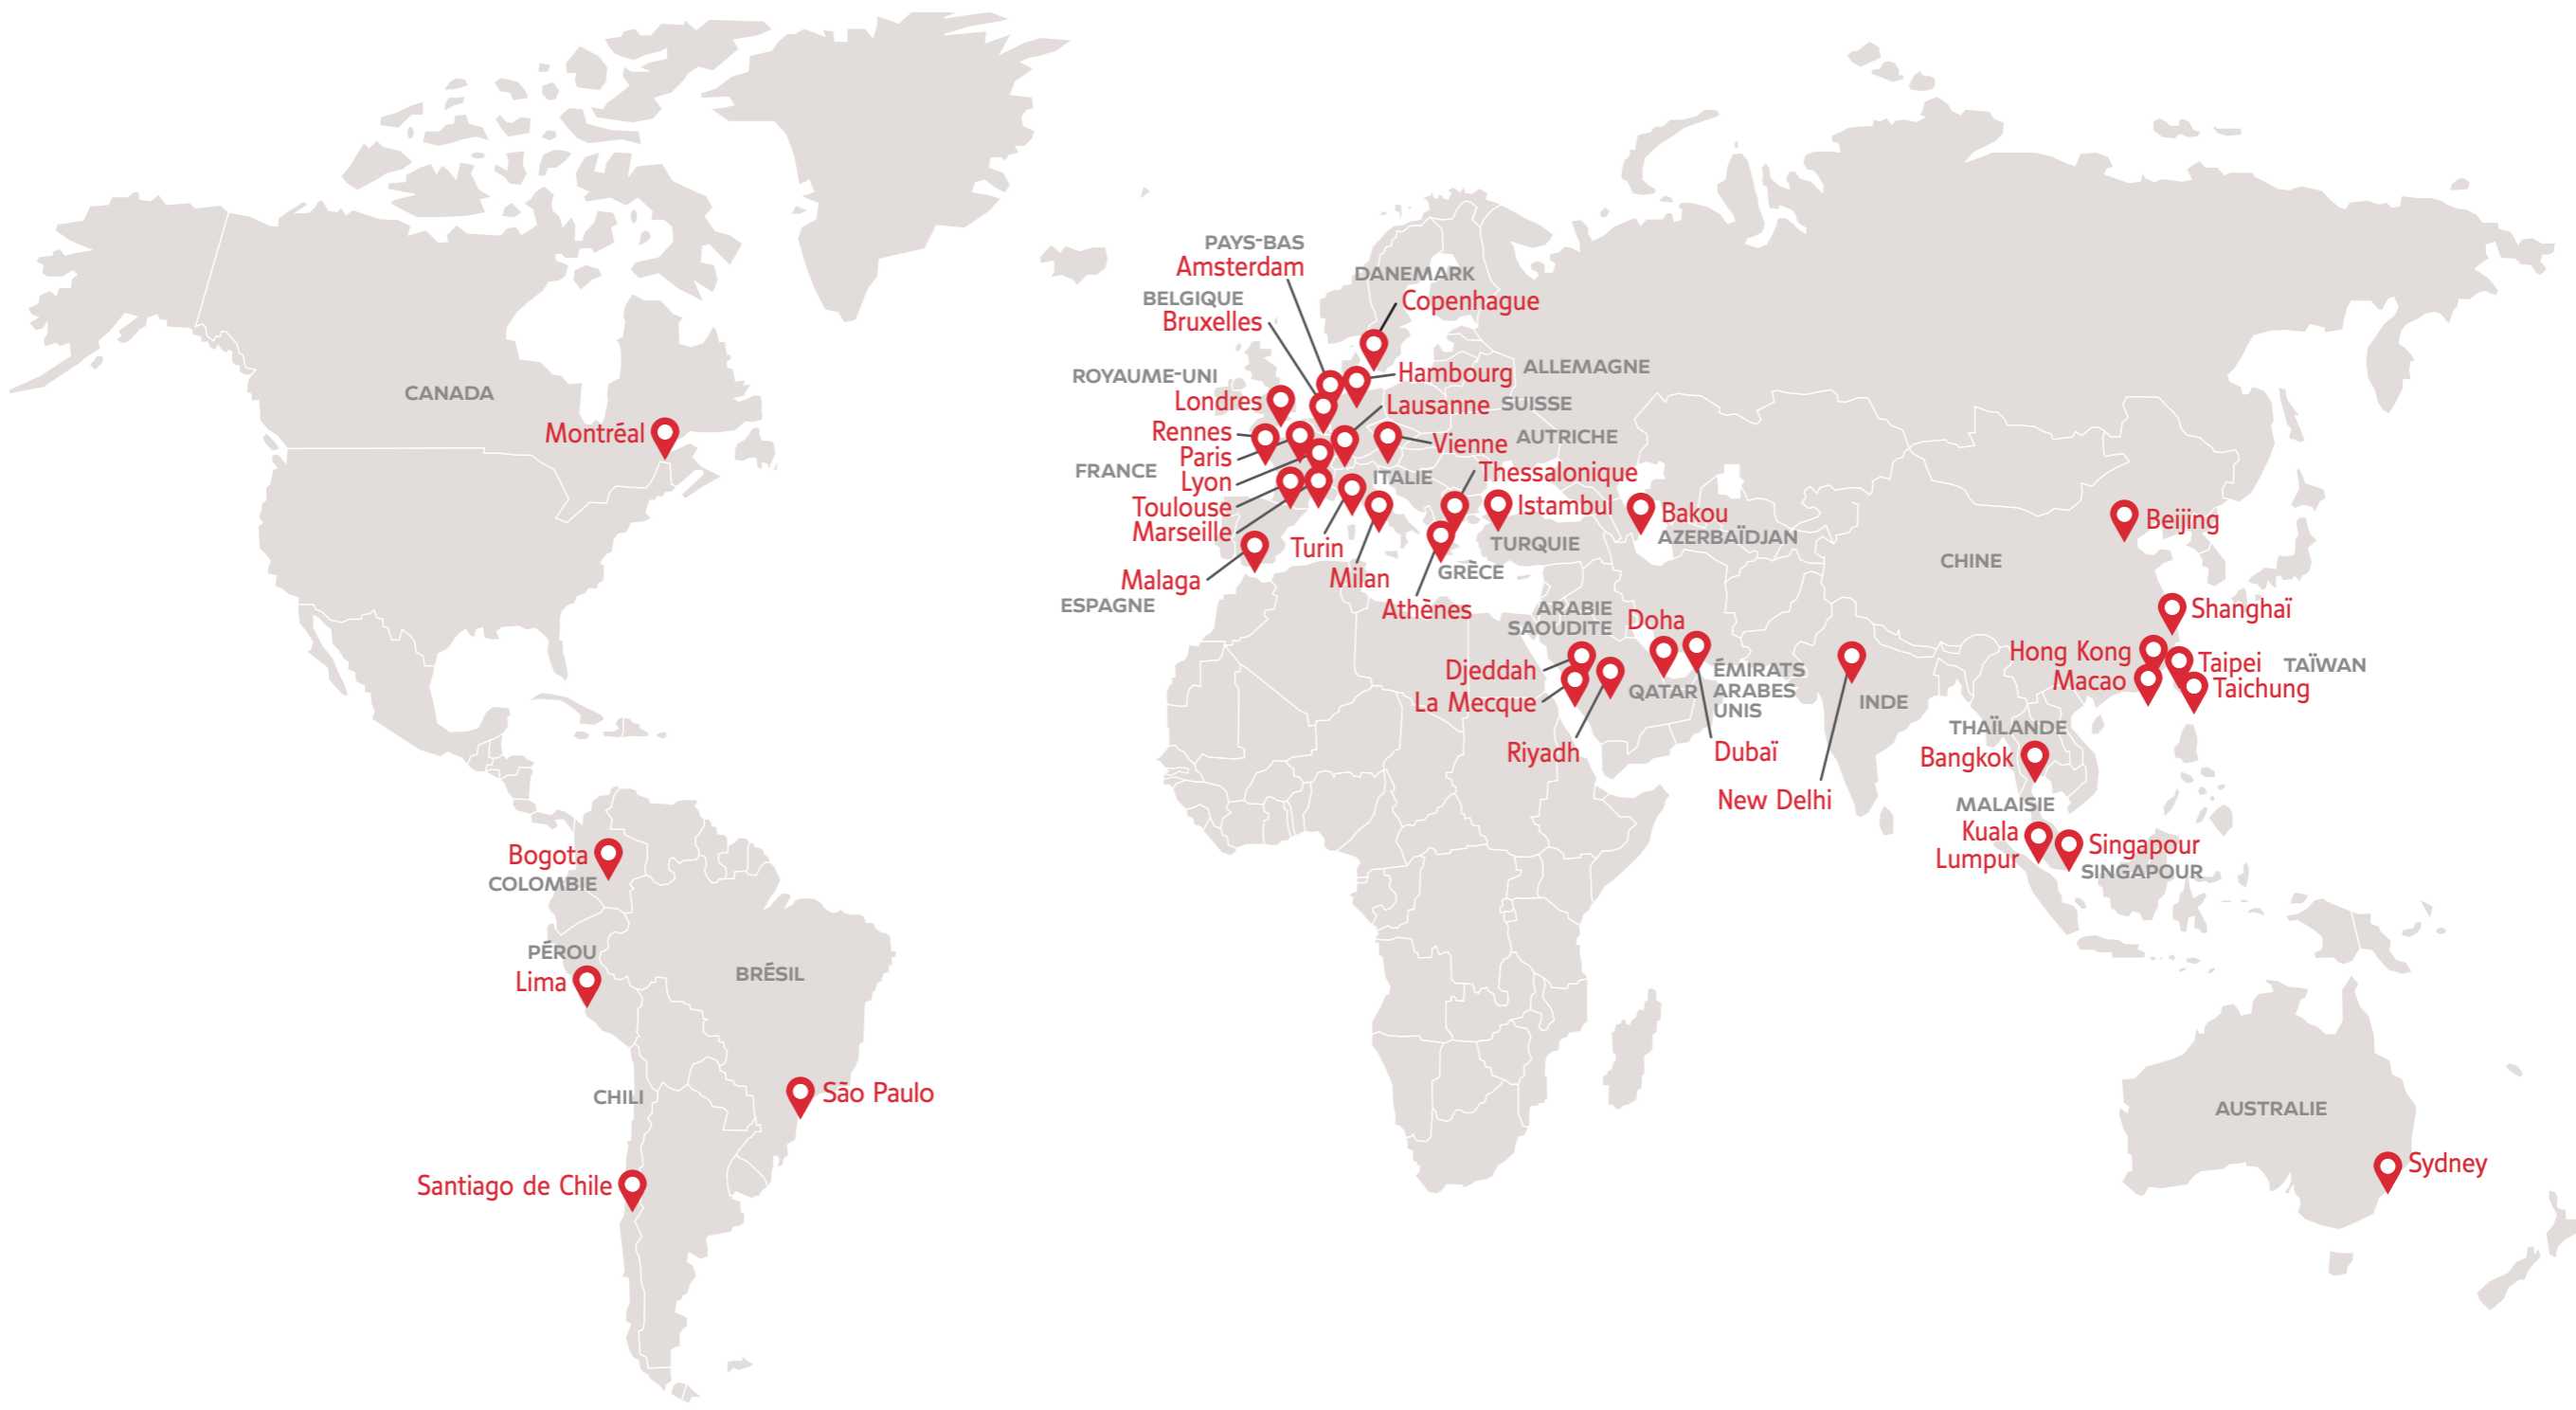 PAYS-BAS
Amsterdam
BELGIQUE
Bruxelles
DANEMARK
Copenhague
ROYAUME-UNI
Londres
Hambourg
ALLEMAGNE
Lausanne
SUISSE
CANADA
Montréal
Rennes
Paris
FRANCE
Lyon
Toulouse
Marseille
Vienne
AUTRICHE
ITALIE
Turin
Milan
Thessalonique
Istambul
TURQUIE
GRÈCE
Athènes
Malaga
ESPAGNE
Bakou
AZERBAÏDJAN
CHINE
Beijing
Shanghaï
Hong Kong
Macao
Taipei
TAÏWAN
Taichung
ARABIE
SAOUDITE
Djeddah
La Mecque
Riyadh
Doha
QATAR
ÉMIRATS
ARABES
UNIS
Dubaï
INDE
New Delhi
THAÏLANDE
Bangkok
MALAISIE
Kuala
Lumpur
Singapour
SINGAPOUR
Bogota
COLOMBIE
PÉROU
Lima
BRÉSIL
São Paulo
CHILI
Santiago de Chile
AUSTRALIE
Sydney